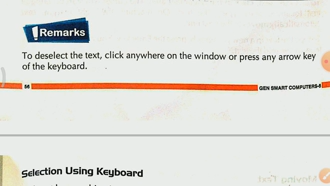 ! Remarks
To deselect the text, click anywhere on the window or press any arrow key
of the keyboard.
56
GEN SMART COMPUTERS-5
Selection Using Keyboard